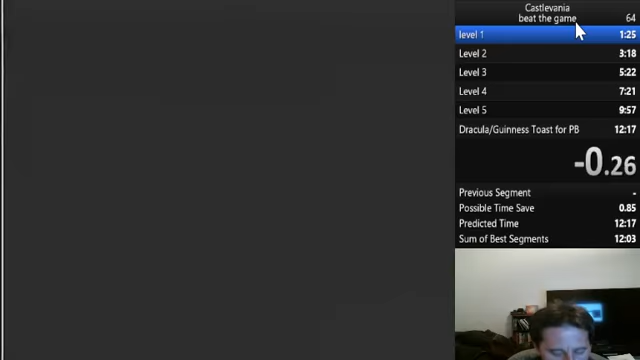 Castlevania
beat the game 64
level 1 1:25
Level 2 3:18
Level 3 5:22
Level 4 7:21
Level 5 9:57
Dracula/Guinness Toast for PB 12:17
-0.26
Previous Segment -
Possible Time Save 0.85
Predicted Time 12:17
Sum of Best Segments 12:03